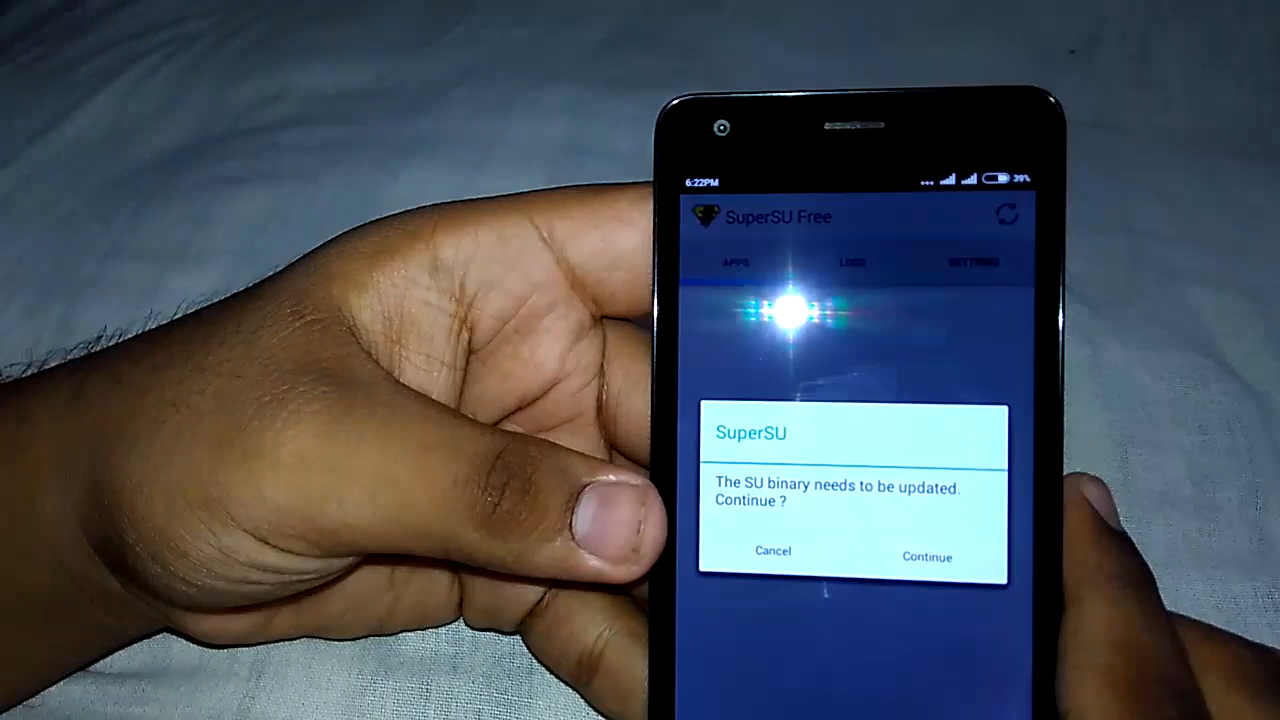 6:22PM 39%
SuperSU Free
APPS LOGS SETTINGS
SuperSU
The SU binary needs to be updated.
Continue ?
Cancel Continue